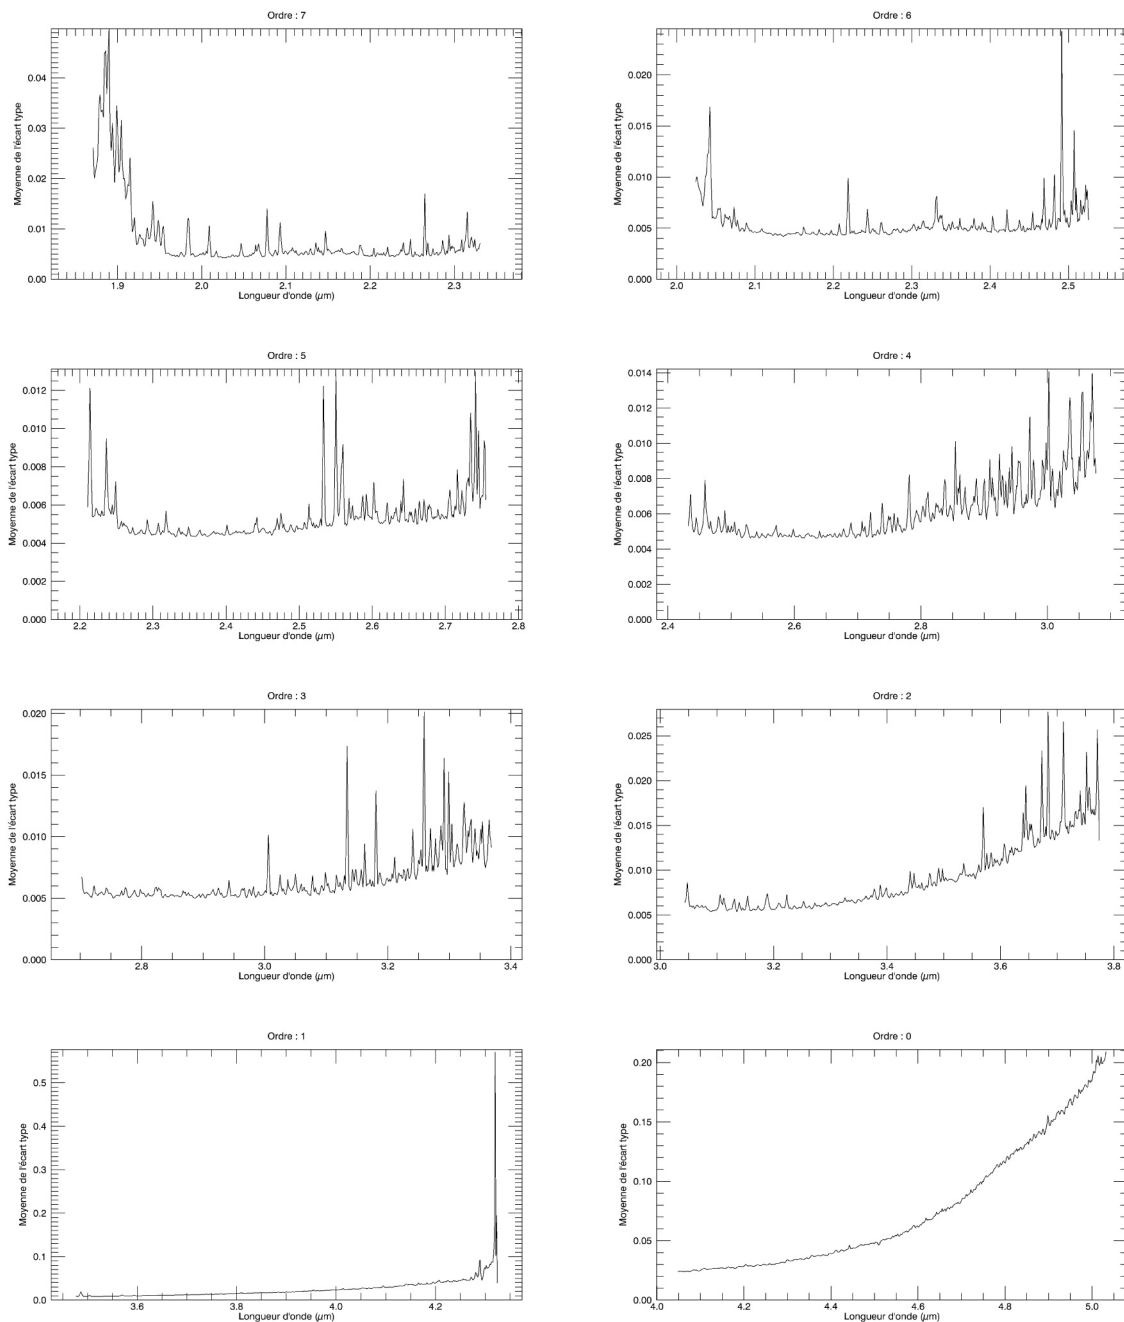 Ordre : 7
Moyenne de l'écart type
0.04
0.03
0.02
0.01
0.00
1.9 2.0 2.1 2.2 2.3
Longueur d'onde (µm)
Ordre : 6
Moyenne de l'écart type
0.020
0.015
0.010
0.005
0.000
2.0 2.1 2.2 2.3 2.4 2.5
Longueur d'onde (µm)
Ordre : 5
Moyenne de l'écart type
0.012
0.010
0.008
0.006
0.004
0.002
0.000
2.2 2.3 2.4 2.5 2.6 2.7 2.8
Longueur d'onde (µm)
Ordre : 4
Moyenne de l'écart type
0.014
0.012
0.010
0.008
0.006
0.004
0.002
0.000
2.4 2.6 2.8 3.0
Longueur d'onde (µm)
Ordre : 3
Moyenne de l'écart type
0.020
0.015
0.010
0.005
0.000
2.8 3.0 3.2 3.4
Longueur d'onde (µm)
Ordre : 2
Moyenne de l'écart type
0.025
0.020
0.015
0.010
0.005
0.000
3.0 3.2 3.4 3.6 3.8
Longueur d'onde (µm)
Ordre : 1
Moyenne de l'écart type
0.5
0.4
0.3
0.2
0.1
0.0
3.6 3.8 4.0 4.2
Longueur d'onde (µm)
Ordre : 0
Moyenne de l'écart type
0.20
0.15
0.10
0.05
0.00
4.0 4.2 4.4 4.6 4.8 5.0
Longueur d'onde (µm)